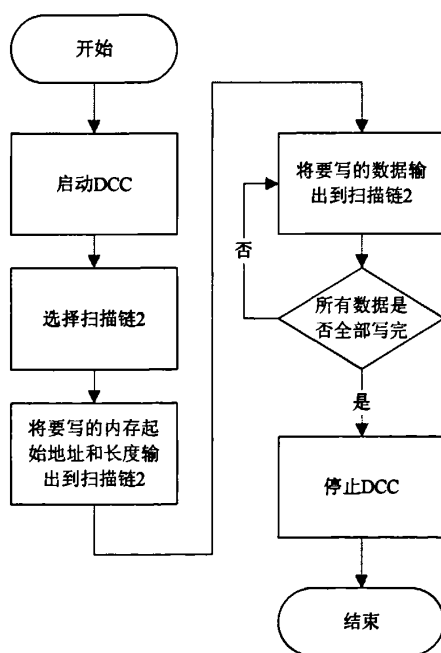 开始
启动DCC
选择扫描链2
将要写的内存起
始地址和长度输
出到扫描链2
将要写的数据输
出到扫描链2
否
所有数据是
否全部写完
是
停止DCC
结束